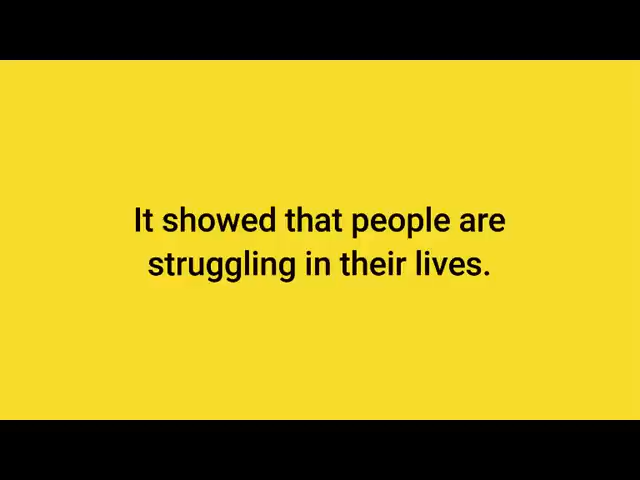 It showed that people are
struggling in their lives.